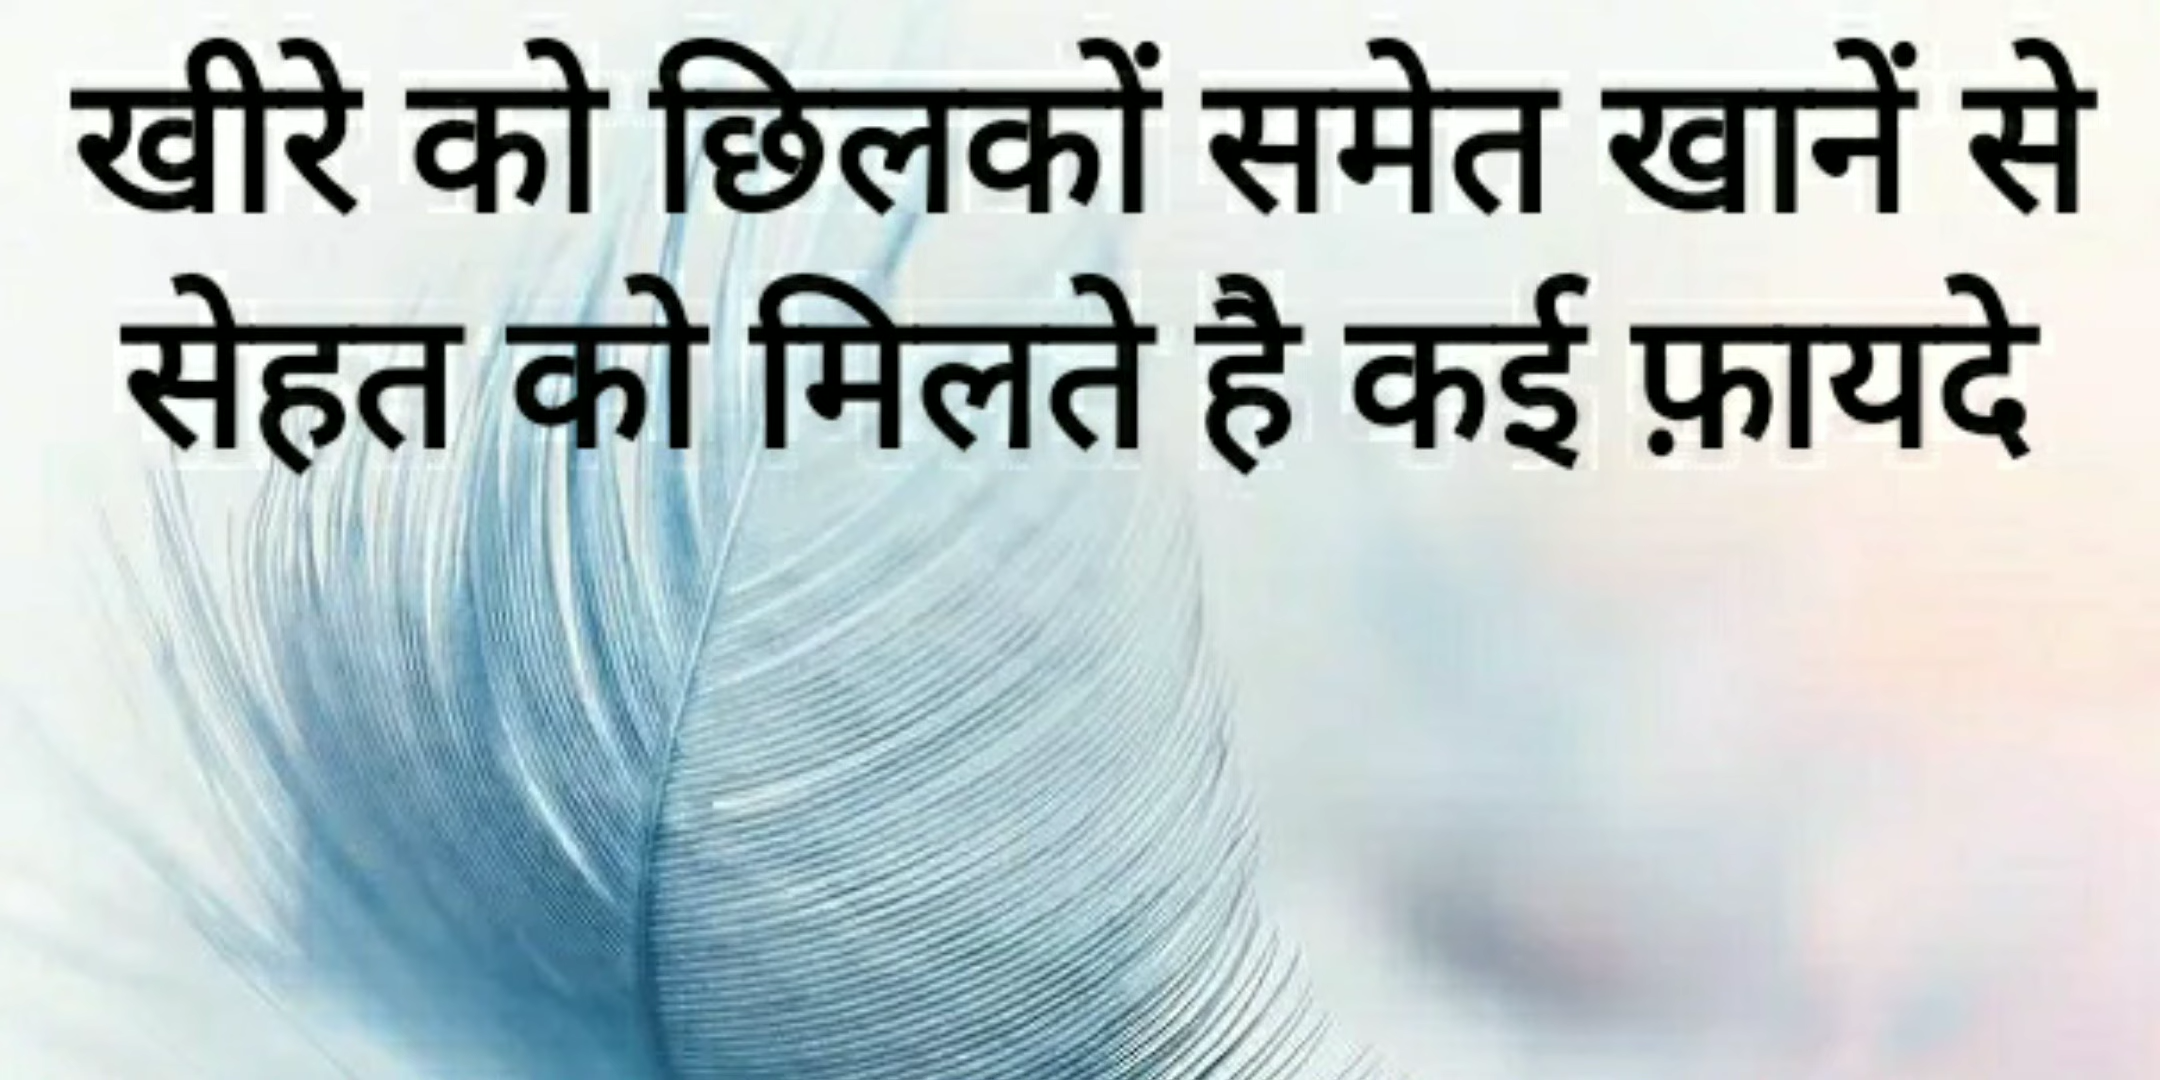 खीरे को छिलकों समेत खानें से
सेहत को मिलते है कई फ़ायदे